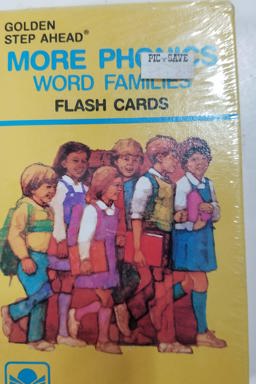 GOLDEN
STEP AHEAD®
MORE PHONICS
WORD FAMILIES
FLASH CARDS
PIC-N-SAVE